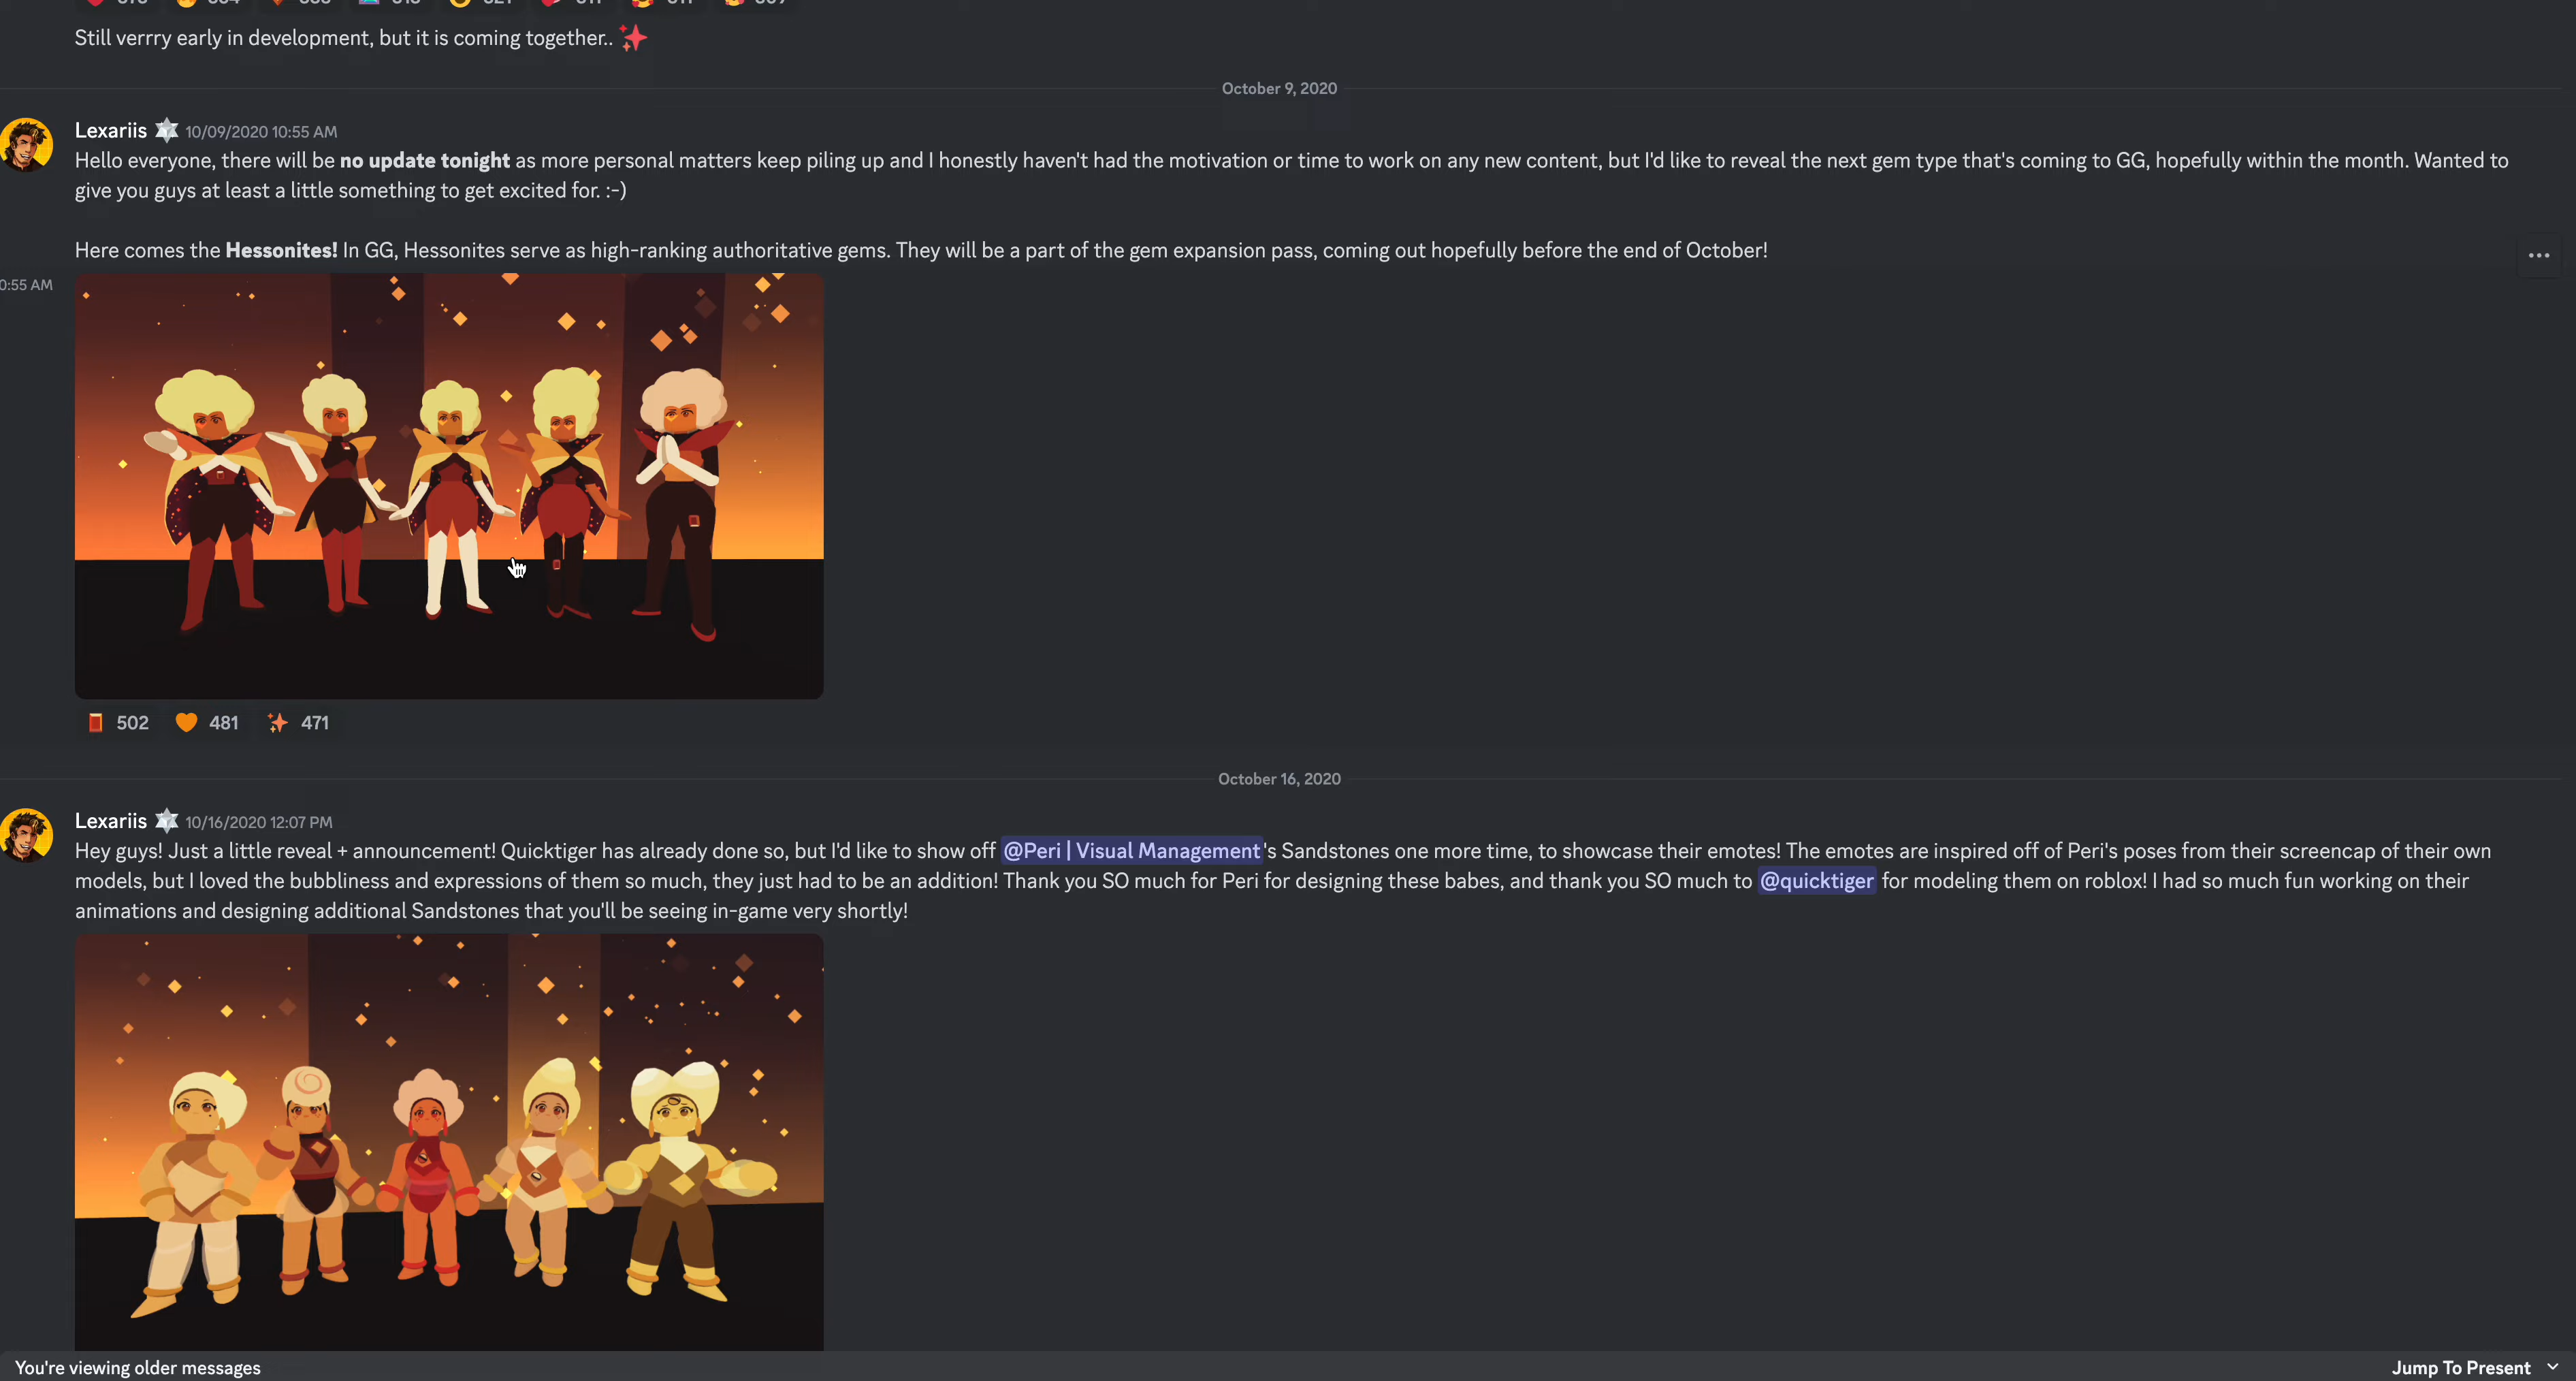 Still verrry early in development, but it is coming together..
October 9, 2020
Lexariis 10/09/2020 10:55 AM
Hello everyone, there will be no update tonight as more personal matters keep piling up and I honestly haven't had the motivation or time to work on any new content, but I'd like to reveal the next gem type that's coming to GG, hopefully within the month. Wanted to
give you guys at least a little something to get excited for. :-)
Here comes the Hessonites! In GG, Hessonites serve as high-ranking authoritative gems. They will be a part of the gem expansion pass, coming out hopefully before the end of October!
0:55 AM
502 481 471
October 16, 2020
Lexariis 10/16/2020 12:07 PM
Hey guys! Just a little reveal + announcement! Quicktiger has already done so, but I'd like to show off @Peri | Visual Management's Sandstones one more time, to showcase their emotes! The emotes are inspired off of Peri's poses from their screencap of their own
models, but I loved the bubbliness and expressions of them so much, they just had to be an addition! Thank you SO much for Peri for designing these babes, and thank you SO much to @quicktiger for modeling them on roblox! I had so much fun working on their
animations and designing additional Sandstones that you'll be seeing in-game very shortly!
You're viewing older messages
Jump To Present